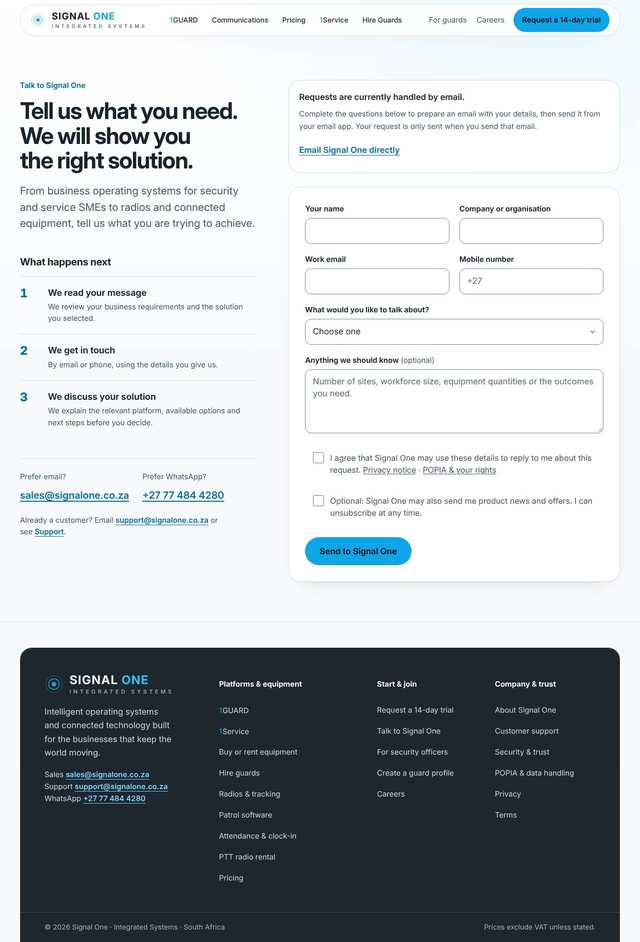 SIGNAL ONE
INTEGRATED SYSTEMS
1GUARD
Communications
Pricing
1Service
Hire Guards
For guards
Careers
Request a 14-day trial
Talk to Signal One
Tell us what you need.
We will show you
the right solution.
From business operating systems for security
and service SMEs to radios and connected
equipment, tell us what you are trying to achieve.
What happens next
1
We read your message
We review your business requirements and the solution
you selected.
2
We get in touch
By email or phone, using the details you give us.
3
We discuss your solution
We explain the relevant platform, available options and
next steps before you decide.
Prefer email?
sales@signalone.co.za
Prefer WhatsApp?
+27 77 484 4280
Already a customer? Email support@signalone.co.za or
see Support.
Requests are currently handled by email.
Complete the questions below to prepare an email with your details, then send it from
your email app. Your request is only sent when you send that email.
Email Signal One directly
Your name
Company or organisation
Work email
Mobile number
+27
What would you like to talk about?
Choose one
Anything we should know (optional)
Number of sites, workforce size, equipment quantities or the outcomes
you need.
I agree that Signal One may use these details to reply to me about this
request. Privacy notice · POPIA & your rights
Optional: Signal One may also send me product news and offers. I can
unsubscribe at any time.
Send to Signal One
SIGNAL ONE
INTEGRATED SYSTEMS
Intelligent operating systems
and connected technology built
for the businesses that keep the
world moving.
Sales sales@signalone.co.za
Support support@signalone.co.za
WhatsApp +27 77 484 4280
Platforms & equipment
1GUARD
1Service
Buy or rent equipment
Hire guards
Radios & tracking
Patrol software
Attendance & clock-in
PTT radio rental
Pricing
Start & join
Request a 14-day trial
Talk to Signal One
For security officers
Create a guard profile
Careers
Company & trust
About Signal One
Customer support
Security & trust
POPIA & data handling
Privacy
Terms
© 2026 Signal One · Integrated Systems · South Africa
Prices exclude VAT unless stated.